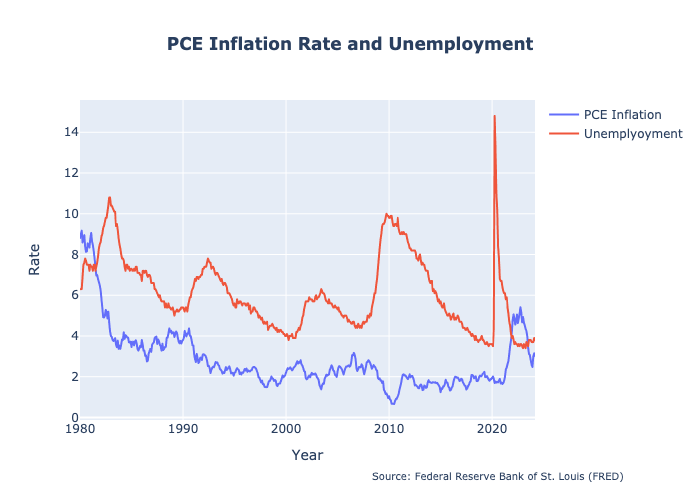 PCE Inflation Rate and Unemployment
PCE Inflation
Unemplyoyment
14
12
10
8
6
4
2
0
Rate
1980
1990
2000
2010
2020
Year
Source: Federal Reserve Bank of St. Louis (FRED)